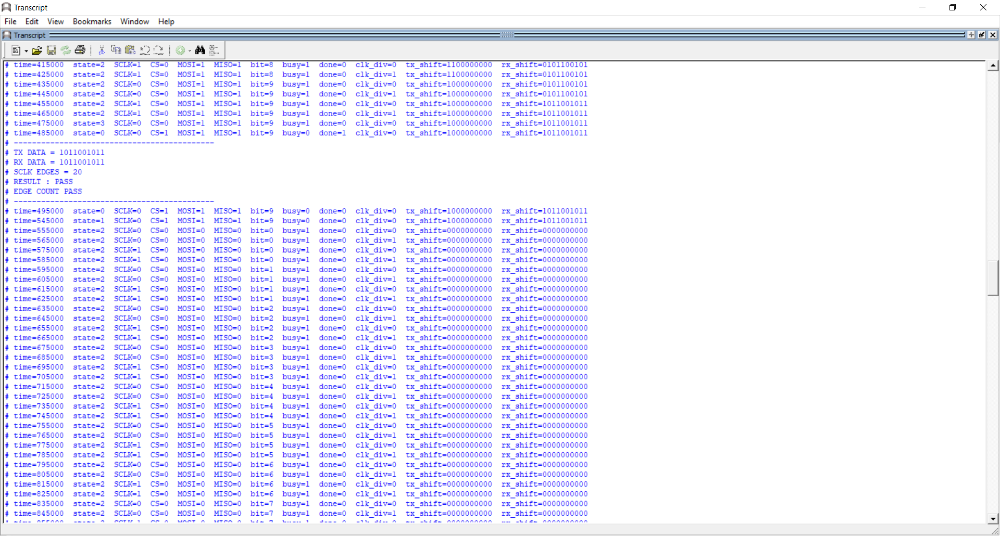 Transcript
File Edit View Bookmarks Window Help
Transcript
# time=415000 state=2 SCLK=1 CS=0 MOSI=1 MISO=1 bit=8 busy=1 done=0 clk_div=0 tx_shift=1100000000 rx_shift=0101100101
# time=425000 state=2 SCLK=1 CS=0 MOSI=1 MISO=1 bit=8 busy=1 done=0 clk_div=1 tx_shift=1100000000 rx_shift=0101100101
# time=435000 state=2 SCLK=0 CS=0 MOSI=1 MISO=1 bit=9 busy=1 done=0 clk_div=0 tx_shift=1000000000 rx_shift=0101100101
# time=445000 state=2 SCLK=0 CS=0 MOSI=1 MISO=1 bit=9 busy=1 done=0 clk_div=1 tx_shift=1000000000 rx_shift=0101100101
# time=455000 state=2 SCLK=1 CS=0 MOSI=1 MISO=1 bit=9 busy=1 done=0 clk_div=0 tx_shift=1000000000 rx_shift=1011001011
# time=465000 state=2 SCLK=1 CS=0 MOSI=1 MISO=1 bit=9 busy=1 done=0 clk_div=1 tx_shift=1000000000 rx_shift=1011001011
# time=475000 state=3 SCLK=0 CS=0 MOSI=1 MISO=1 bit=9 busy=1 done=0 clk_div=0 tx_shift=1000000000 rx_shift=1011001011
# time=485000 state=0 SCLK=0 CS=1 MOSI=1 MISO=1 bit=9 busy=0 done=1 clk_div=0 tx_shift=1000000000 rx_shift=1011001011
# --------------------------------------------
# TX DATA = 1011001011
# RX DATA = 1011001011
# SCLK EDGES = 20
# RESULT : PASS
# EDGE COUNT PASS
# --------------------------------------------
# time=495000 state=0 SCLK=0 CS=1 MOSI=1 MISO=1 bit=9 busy=0 done=0 clk_div=0 tx_shift=1000000000 rx_shift=1011001011
# time=545000 state=1 SCLK=0 CS=1 MOSI=1 MISO=1 bit=9 busy=0 done=0 clk_div=0 tx_shift=1000000000 rx_shift=1011001011
# time=555000 state=2 SCLK=0 CS=0 MOSI=0 MISO=0 bit=0 busy=1 done=0 clk_div=0 tx_shift=0000000000 rx_shift=0000000000
# time=565000 state=2 SCLK=0 CS=0 MOSI=0 MISO=0 bit=0 busy=1 done=0 clk_div=1 tx_shift=0000000000 rx_shift=0000000000
# time=575000 state=2 SCLK=1 CS=0 MOSI=0 MISO=0 bit=0 busy=1 done=0 clk_div=0 tx_shift=0000000000 rx_shift=0000000000
# time=585000 state=2 SCLK=1 CS=0 MOSI=0 MISO=0 bit=0 busy=1 done=0 clk_div=1 tx_shift=0000000000 rx_shift=0000000000
# time=595000 state=2 SCLK=0 CS=0 MOSI=0 MISO=0 bit=1 busy=1 done=0 clk_div=0 tx_shift=0000000000 rx_shift=0000000000
# time=605000 state=2 SCLK=0 CS=0 MOSI=0 MISO=0 bit=1 busy=1 done=0 clk_div=1 tx_shift=0000000000 rx_shift=0000000000
# time=615000 state=2 SCLK=1 CS=0 MOSI=0 MISO=0 bit=1 busy=1 done=0 clk_div=0 tx_shift=0000000000 rx_shift=0000000000
# time=625000 state=2 SCLK=1 CS=0 MOSI=0 MISO=0 bit=1 busy=1 done=0 clk_div=1 tx_shift=0000000000 rx_shift=0000000000
# time=635000 state=2 SCLK=0 CS=0 MOSI=0 MISO=0 bit=2 busy=1 done=0 clk_div=0 tx_shift=0000000000 rx_shift=0000000000
# time=645000 state=2 SCLK=0 CS=0 MOSI=0 MISO=0 bit=2 busy=1 done=0 clk_div=1 tx_shift=0000000000 rx_shift=0000000000
# time=655000 state=2 SCLK=1 CS=0 MOSI=0 MISO=0 bit=2 busy=1 done=0 clk_div=0 tx_shift=0000000000 rx_shift=0000000000
# time=665000 state=2 SCLK=1 CS=0 MOSI=0 MISO=0 bit=2 busy=1 done=0 clk_div=1 tx_shift=0000000000 rx_shift=0000000000
# time=675000 state=2 SCLK=0 CS=0 MOSI=0 MISO=0 bit=3 busy=1 done=0 clk_div=0 tx_shift=0000000000 rx_shift=0000000000
# time=685000 state=2 SCLK=0 CS=0 MOSI=0 MISO=0 bit=3 busy=1 done=0 clk_div=1 tx_shift=0000000000 rx_shift=0000000000
# time=695000 state=2 SCLK=1 CS=0 MOSI=0 MISO=0 bit=3 busy=1 done=0 clk_div=0 tx_shift=0000000000 rx_shift=0000000000
# time=705000 state=2 SCLK=1 CS=0 MOSI=0 MISO=0 bit=3 busy=1 done=0 clk_div=1 tx_shift=0000000000 rx_shift=0000000000
# time=715000 state=2 SCLK=0 CS=0 MOSI=0 MISO=0 bit=4 busy=1 done=0 clk_div=0 tx_shift=0000000000 rx_shift=0000000000
# time=725000 state=2 SCLK=0 CS=0 MOSI=0 MISO=0 bit=4 busy=1 done=0 clk_div=1 tx_shift=0000000000 rx_shift=0000000000
# time=735000 state=2 SCLK=1 CS=0 MOSI=0 MISO=0 bit=4 busy=1 done=0 clk_div=0 tx_shift=0000000000 rx_shift=0000000000
# time=745000 state=2 SCLK=1 CS=0 MOSI=0 MISO=0 bit=4 busy=1 done=0 clk_div=1 tx_shift=0000000000 rx_shift=0000000000
# time=755000 state=2 SCLK=0 CS=0 MOSI=0 MISO=0 bit=5 busy=1 done=0 clk_div=0 tx_shift=0000000000 rx_shift=0000000000
# time=765000 state=2 SCLK=0 CS=0 MOSI=0 MISO=0 bit=5 busy=1 done=0 clk_div=1 tx_shift=0000000000 rx_shift=0000000000
# time=775000 state=2 SCLK=1 CS=0 MOSI=0 MISO=0 bit=5 busy=1 done=0 clk_div=0 tx_shift=0000000000 rx_shift=0000000000
# time=785000 state=2 SCLK=1 CS=0 MOSI=0 MISO=0 bit=5 busy=1 done=0 clk_div=1 tx_shift=0000000000 rx_shift=0000000000
# time=795000 state=2 SCLK=0 CS=0 MOSI=0 MISO=0 bit=6 busy=1 done=0 clk_div=0 tx_shift=0000000000 rx_shift=0000000000
# time=805000 state=2 SCLK=0 CS=0 MOSI=0 MISO=0 bit=6 busy=1 done=0 clk_div=1 tx_shift=0000000000 rx_shift=0000000000
# time=815000 state=2 SCLK=1 CS=0 MOSI=0 MISO=0 bit=6 busy=1 done=0 clk_div=0 tx_shift=0000000000 rx_shift=0000000000
# time=825000 state=2 SCLK=1 CS=0 MOSI=0 MISO=0 bit=6 busy=1 done=0 clk_div=1 tx_shift=0000000000 rx_shift=0000000000
# time=835000 state=2 SCLK=0 CS=0 MOSI=0 MISO=0 bit=7 busy=1 done=0 clk_div=0 tx_shift=0000000000 rx_shift=0000000000
# time=845000 state=2 SCLK=0 CS=0 MOSI=0 MISO=0 bit=7 busy=1 done=0 clk_div=1 tx_shift=0000000000 rx_shift=0000000000